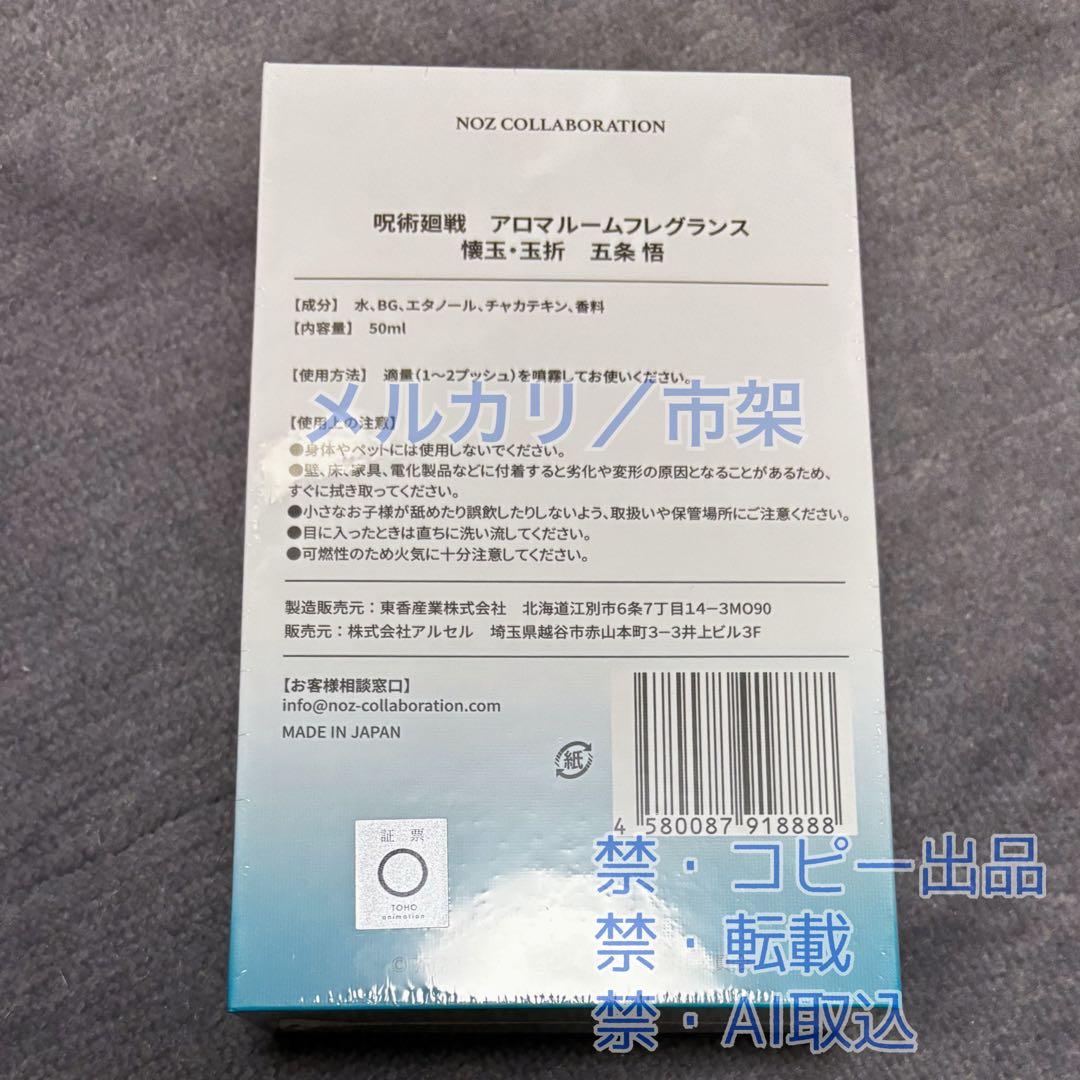 NOZ COLLABORATION
呪術廻戦　アロマルームフレグランス
懐玉・玉折　五条 悟
【成分】 水、BG、エタノール、チャカテキン、香料
【内容量】 50ml
【使用方法】 適量(1〜2プッシュ)を噴霧してお使いください。
メルカリ／市架
【使用上の注意】
●身体やペットには使用しないでください。
●壁、床、家具、電化製品などに付着すると劣化や変形の原因となることがあるため、
すぐに拭き取ってください。
●小さなお子様が舐めたり誤飲したりしないよう、取扱いや保管場所にご注意ください。
●目に入ったときは直ちに洗い流してください。
●可燃性のため火気に十分注意してください。
製造販売元：東香産業株式会社　北海道江別市6条7丁目14−3MO90
販売元：株式会社アルセル　埼玉県越谷市赤山本町3−3井上ビル3F
【お客様相談窓口】
info@noz-collaboration.com
MADE IN JAPAN
紙
4 580087 918888
証 票
TOHO
animation
禁・コピー出品
禁・転載
禁・AI取込
©